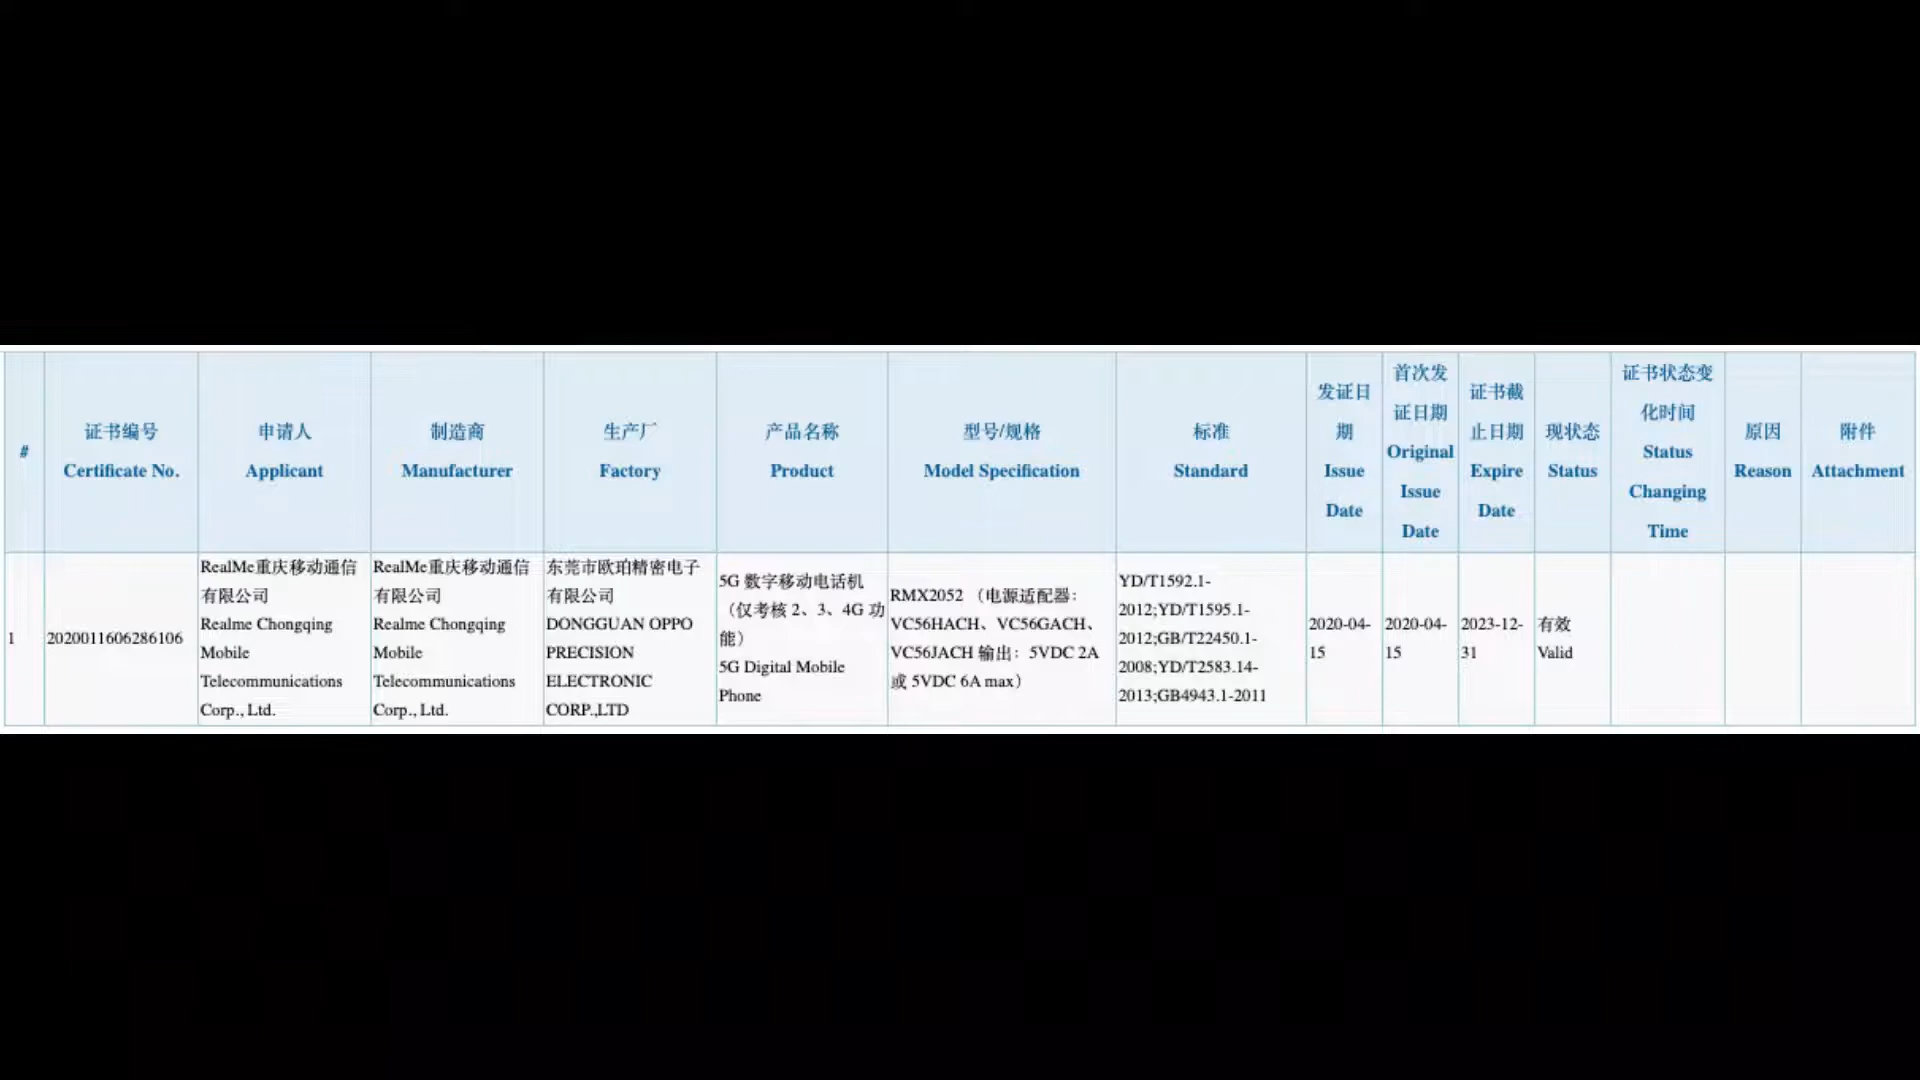 #
证书编号
Certificate No.
申请人
Applicant
制造商
Manufacturer
生产厂
Factory
产品名称
Product
型号/规格
Model Specification
标准
Standard
发证日
期
Issue
Date
首次发
证日期
Original
Issue
Date
证书截
止日期
Expire
Date
现状态
Status
证书状态变
化时间
Status
Changing
Time
原因
Reason
附件
Attachment
1
2020011606286106
RealMe重庆移动通信
有限公司
Realme Chongqing
Mobile
Telecommunications
Corp., Ltd.
RealMe重庆移动通信
有限公司
Realme Chongqing
Mobile
Telecommunications
Corp., Ltd.
东莞市欧珀精密电子
有限公司
DONGGUAN OPPO
PRECISION
ELECTRONIC
CORP.,LTD
5G 数字移动电话机
（仅考核 2、3、4G 功
能）
5G Digital Mobile
Phone
RMX2052 （电源适配器：
VC56HACH、VC56GACH、
VC56JACH 输出：5VDC 2A
或 5VDC 6A max）
YD/T1592.1-
2012;YD/T1595.1-
2012;GB/T22450.1-
2008;YD/T2583.14-
2013;GB4943.1-2011
2020-04-
15
2020-04-
15
2023-12-
31
有效
Valid